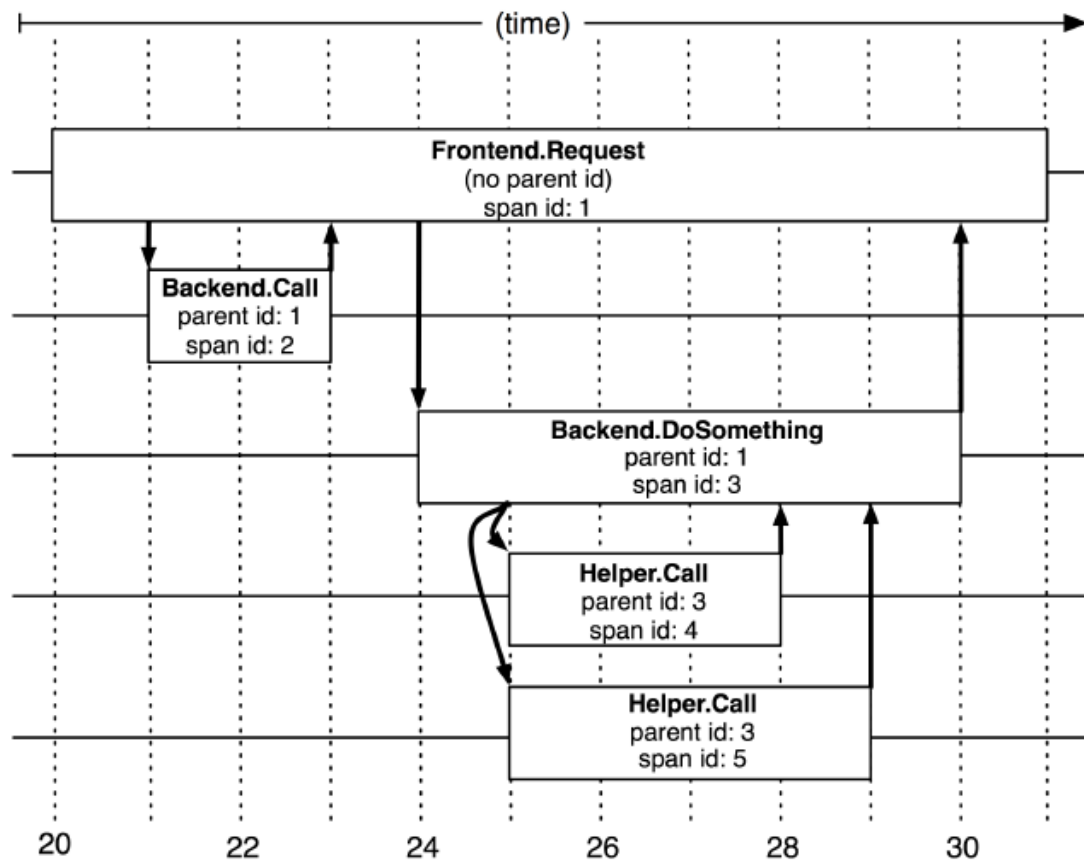 (time)
Frontend.Request
(no parent id)
span id: 1
Backend.Call
parent id: 1
span id: 2
Backend.DoSomething
parent id: 1
span id: 3
Helper.Call
parent id: 3
span id: 4
Helper.Call
parent id: 3
span id: 5
20 22 24 26 28 30